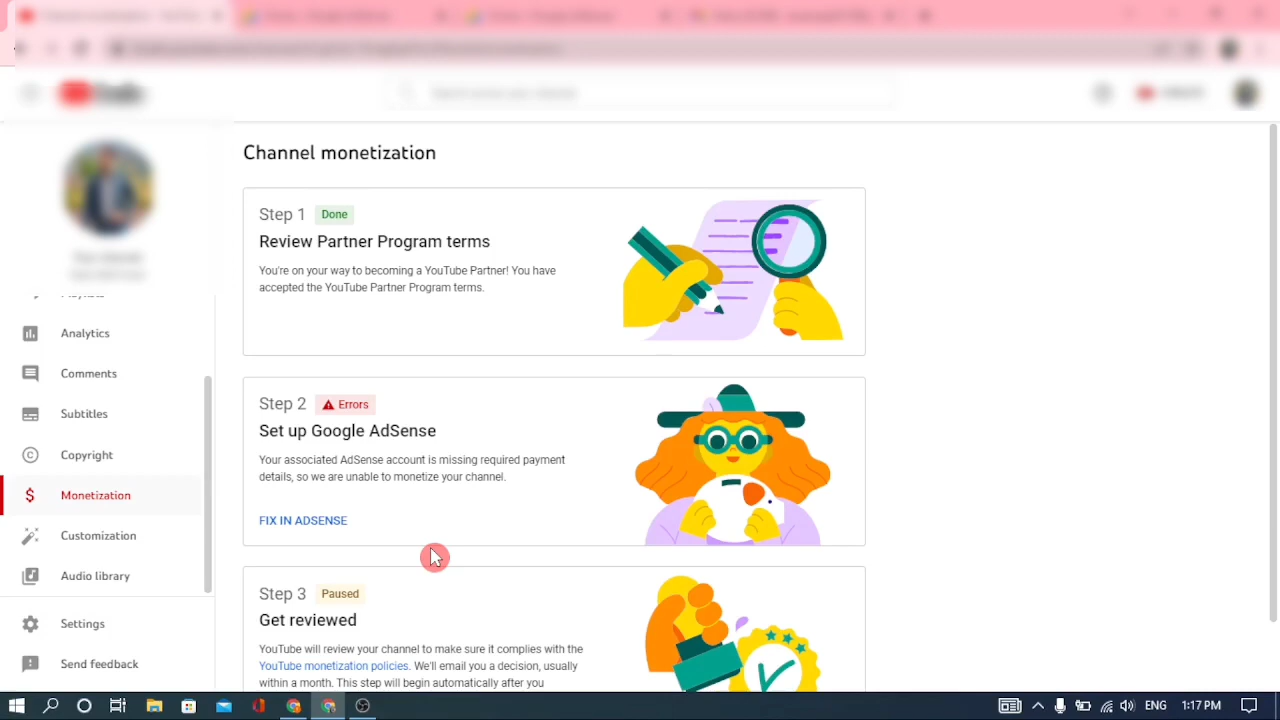 Channel monetization
Step 1 Done
Review Partner Program terms
You're on your way to becoming a YouTube Partner! You have
accepted the YouTube Partner Program terms.
Analytics
Comments
Subtitles
Copyright
Monetization
Customization
Audio library
Settings
Send feedback
Step 2 Errors
Set up Google AdSense
Your associated AdSense account is missing required payment
details, so we are unable to monetize your channel.
FIX IN ADSENSE
Step 3 Paused
Get reviewed
YouTube will review your channel to make sure it complies with the
YouTube monetization policies. We'll email you a decision, usually
within a month. This step will begin automatically after you
ENG 1:17 PM